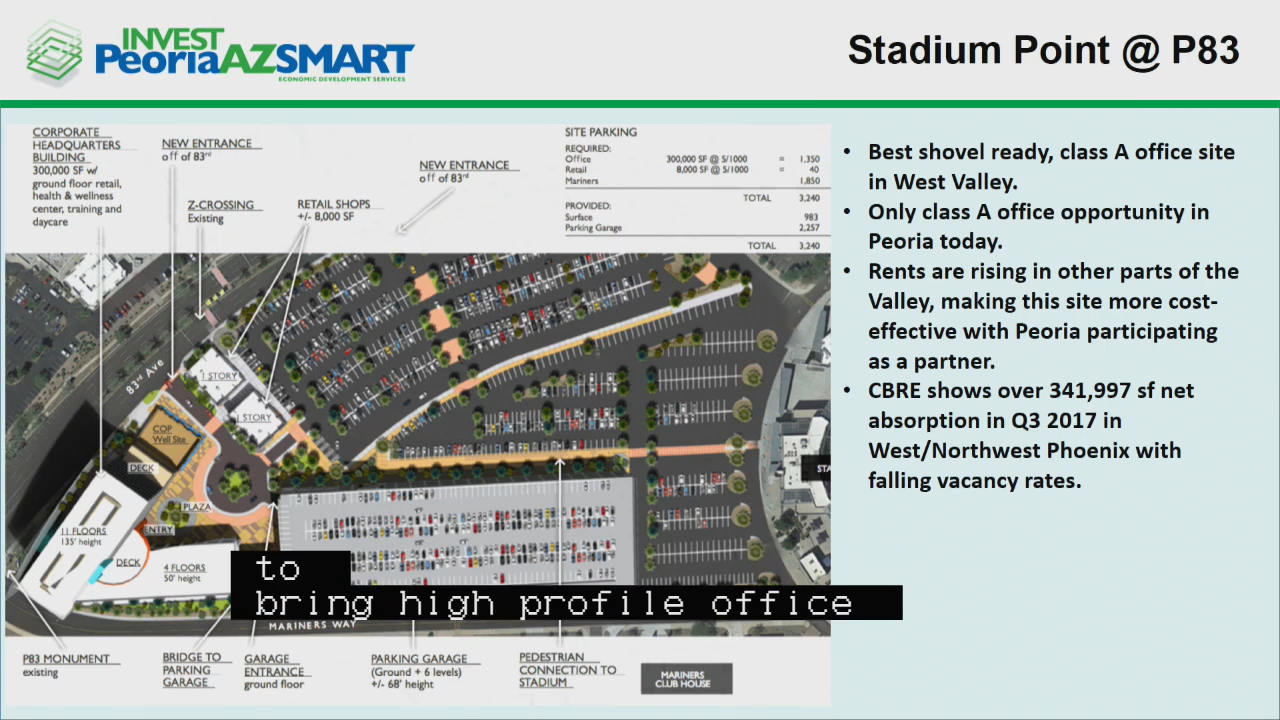 INVEST
PeoriaAZSMART
ECONOMIC DEVELOPMENT SERVICES
Stadium Point @ P83
CORPORATE
HEADQUARTERS
BUILDING
300,000 SF w/
ground floor retail,
health & wellness
center, training and
daycare
NEW ENTRANCE
off of 83rd
Z-CROSSING
Existing
RETAIL SHOPS
+/- 8,000 SF
NEW ENTRANCE
off of 83rd
SITE PARKING
REQUIRED:
Office 300,000 SF @ 5/1000 = 1,350
Retail 8,000 SF @ 5/1000 = 40
Mariners 1,850
TOTAL 3,240
PROVIDED:
Surface 983
Parking Garage 2,257
TOTAL 3,240
83rd Ave
1 STORY
1 STORY
COP
Well Site
DECK
PLAZA
ENTRY
11 FLOORS
135' height
DECK
4 FLOORS
50' height
STA
MARINERS WAY
P83 MONUMENT
existing
BRIDGE TO
PARKING
GARAGE
GARAGE
ENTRANCE
ground floor
PARKING GARAGE
(Ground + 6 levels)
+/- 68' height
PEDESTRIAN
CONNECTION TO
STADIUM
MARINERS
CLUB HOUSE
• Best shovel ready, class A office site
in West Valley.
• Only class A office opportunity in
Peoria today.
• Rents are rising in other parts of the
Valley, making this site more cost-
effective with Peoria participating
as a partner.
• CBRE shows over 341,997 sf net
absorption in Q3 2017 in
West/Northwest Phoenix with
falling vacancy rates.
to
bring high profile office